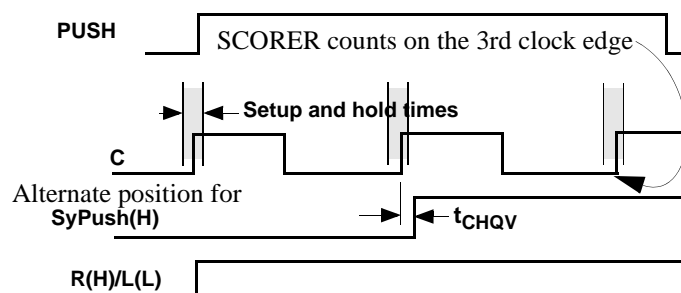 PUSH
SCORER counts on the 3rd clock edge
Setup and hold times
C
Alternate position for
SyPush(H)
tCHQV
R(H)/L(L)